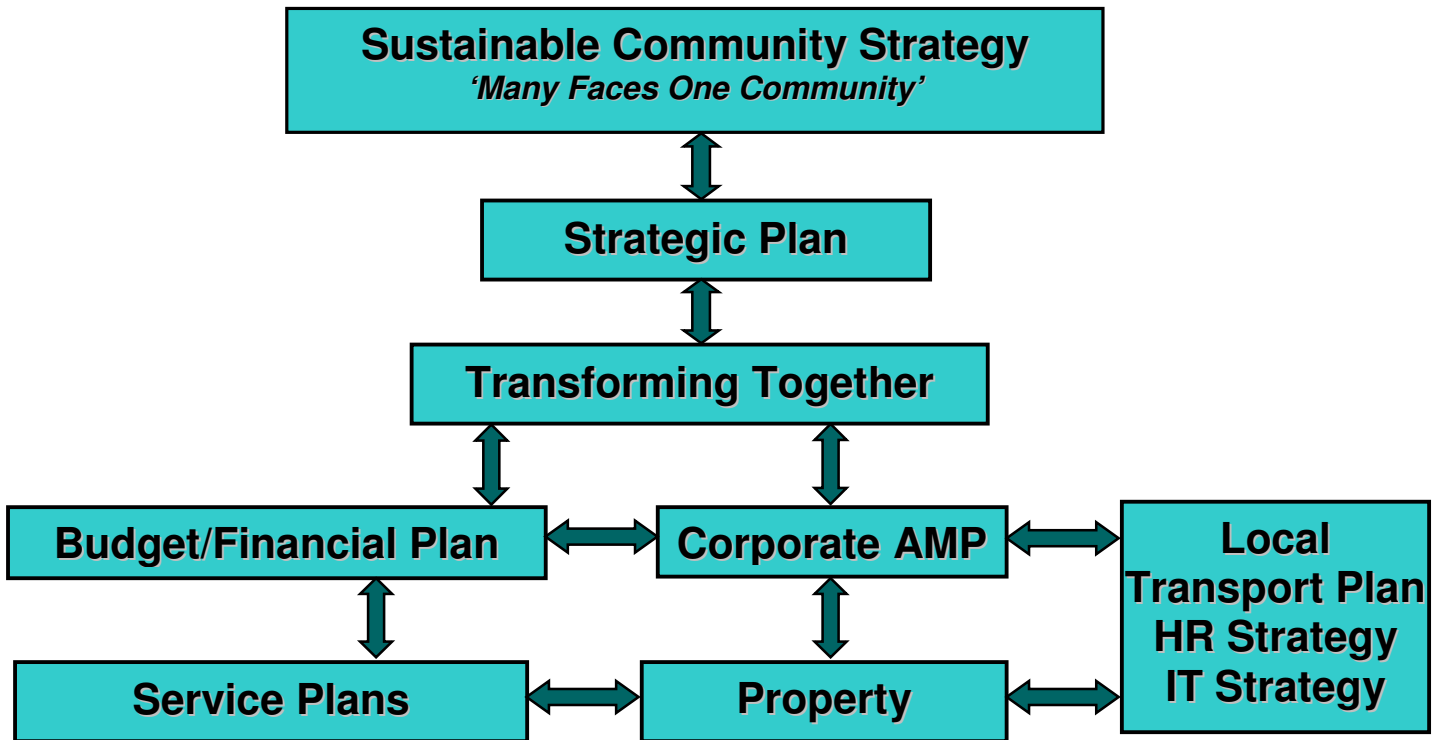 Sustainable Community Strategy
‘Many Faces One Community’
Strategic Plan
Transforming Together
Budget/Financial Plan
Corporate AMP
Local
Transport Plan
HR Strategy
IT Strategy
Service Plans
Property